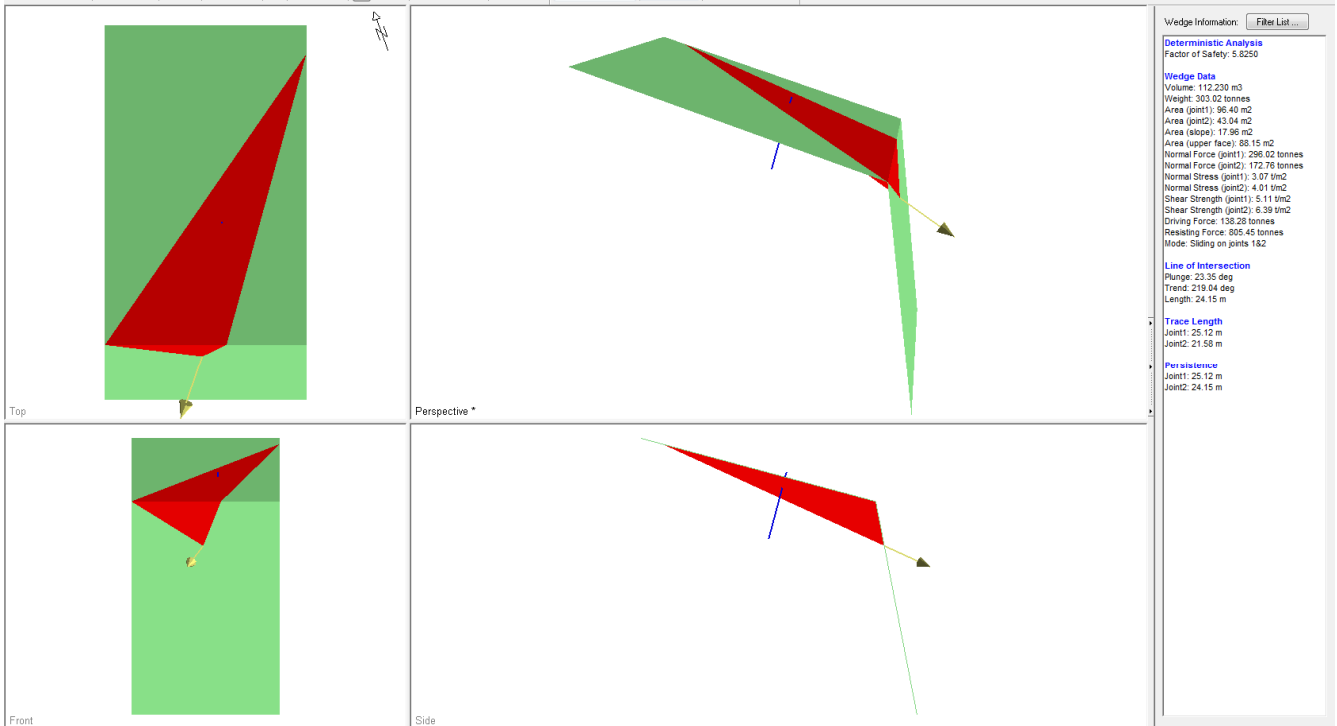 Top
Perspective *
Front
Side
Wedge Information:
Filter List ...
Deterministic Analysis
Factor of Safety: 5.8250
Wedge Data
Volume: 112.230 m3
Weight: 303.02 tonnes
Area (joint1): 96.40 m2
Area (joint2): 43.04 m2
Area (slope): 17.96 m2
Area (upper face): 88.15 m2
Normal Force (joint1): 296.02 tonnes
Normal Force (joint2): 172.76 tonnes
Normal Stress (joint1): 3.07 t/m2
Normal Stress (joint2): 4.01 t/m2
Shear Strength (joint1): 5.11 t/m2
Shear Strength (joint2): 6.39 t/m2
Driving Force: 138.28 tonnes
Resisting Force: 805.45 tonnes
Mode: Sliding on joints 1&2
Line of Intersection
Plunge: 23.35 deg
Trend: 219.04 deg
Length: 24.15 m
Trace Length
Joint1: 25.12 m
Joint2: 21.58 m
Persistence
Joint1: 25.12 m
Joint2: 24.15 m